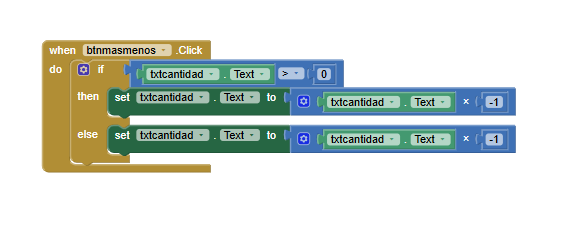 when btnmasmenos .Click
do if txtcantidad . Text > 0
then set txtcantidad . Text to txtcantidad . Text × -1
else set txtcantidad . Text to txtcantidad . Text × -1